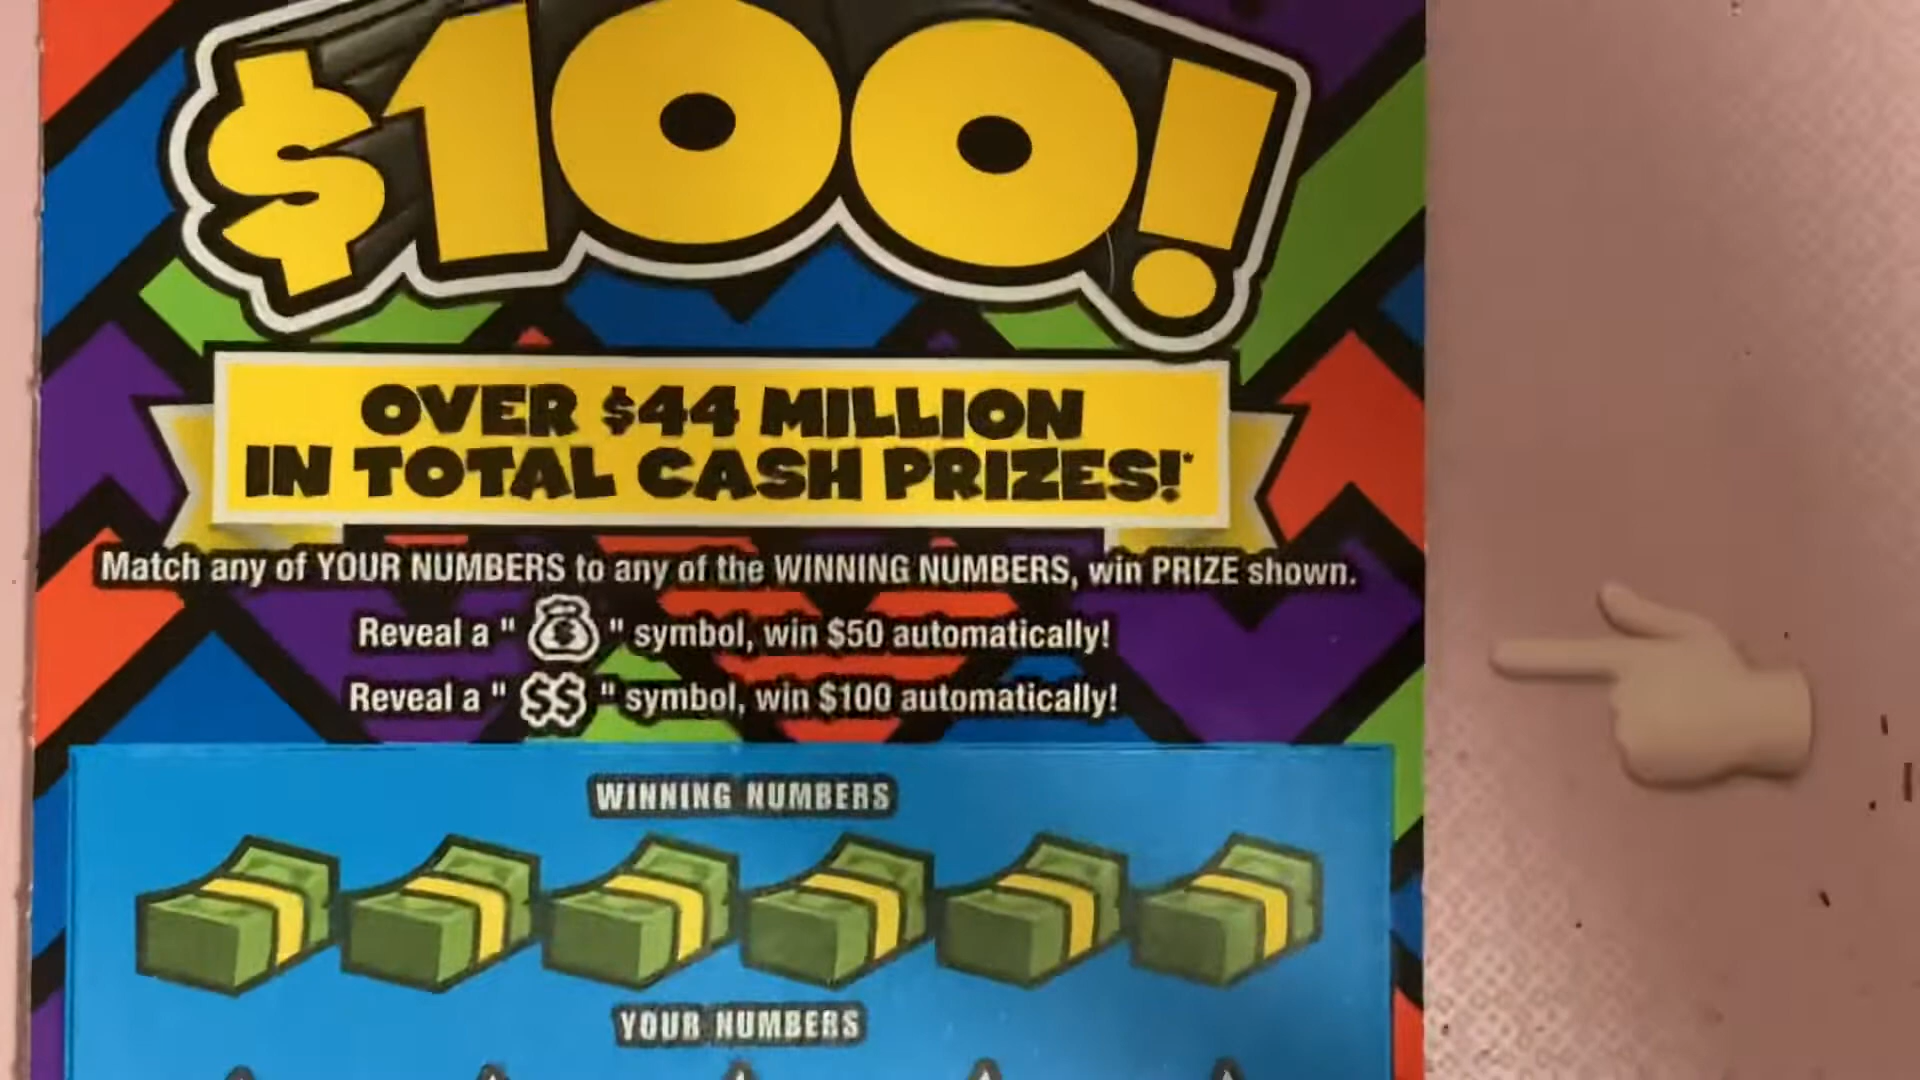 $100!
OVER $44 MILLION
IN TOTAL CASH PRIZES!*
Match any of YOUR NUMBERS to any of the WINNING NUMBERS, win PRIZE shown.
Reveal a " $ " symbol, win $50 automatically!
Reveal a " $$ " symbol, win $100 automatically!
WINNING NUMBERS
YOUR NUMBERS